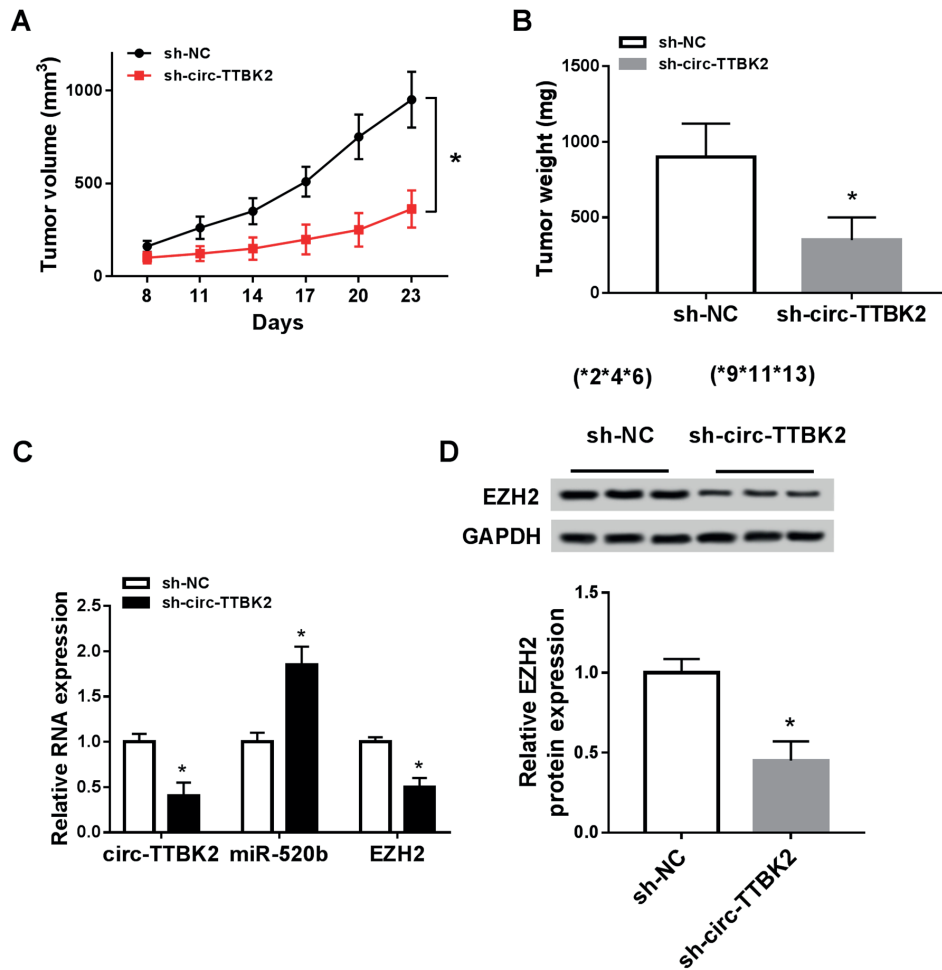 A
sh-NC
sh-circ-TTBK2
Tumor volume (mm³)
1000
500
0
*
8 11 14 17 20 23
Days
B
sh-NC
sh-circ-TTBK2
Tumor weight (mg)
1500
1000
500
0
*
sh-NC sh-circ-TTBK2
(*2*4*6) (*9*11*13)
C
sh-NC
sh-circ-TTBK2
Relative RNA expression
2.5
2.0
1.5
1.0
0.5
0.0
*
*
*
circ-TTBK2 miR-520b EZH2
D
sh-NC sh-circ-TTBK2
EZH2
GAPDH
Relative EZH2
protein expression
1.5
1.0
0.5
0.0
*
sh-NC
sh-circ-TTBK2